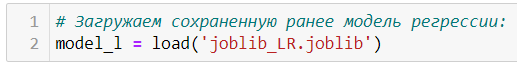 1 # Загружаем сохраненную ранее модель регрессии:
2 model_l = load('joblib_LR.joblib')